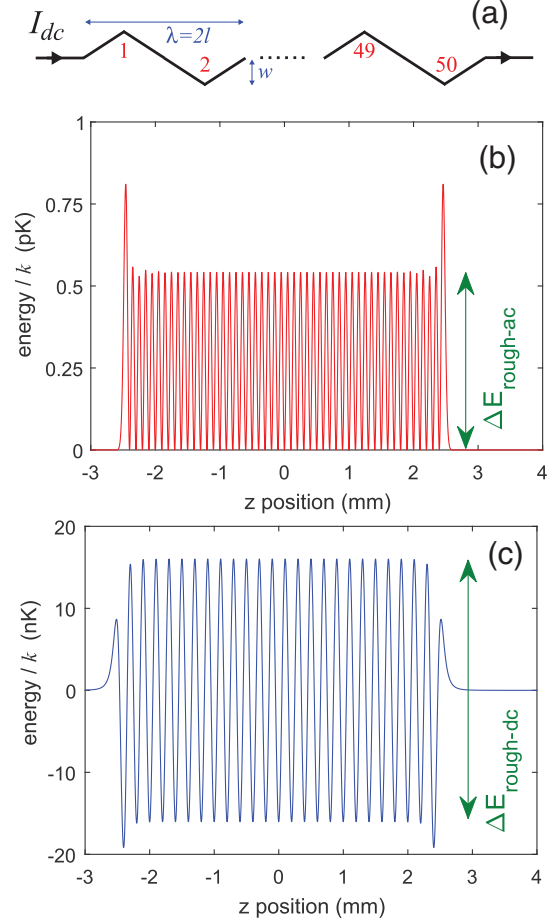 (a)
I_dc
λ=2l
1
2
w
49
50
(b)
energy / k (pK)
1
0.75
0.5
0.25
0
ΔE_rough-ac
-3 -2 -1 0 1 2 3 4
z position (mm)
(c)
energy / k (nK)
20
10
0
-10
-20
ΔE_rough-dc
-3 -2 -1 0 1 2 3 4
z position (mm)